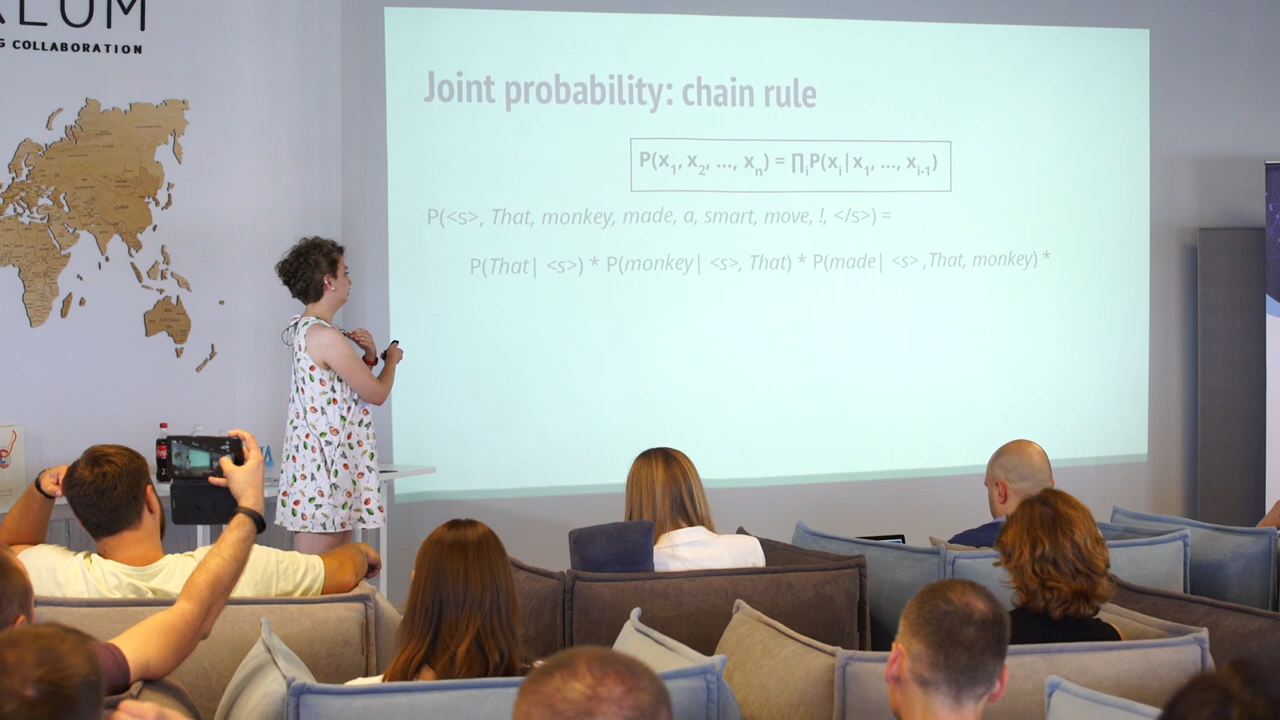 G COLLABORATION
Joint probability: chain rule
P(x₁, x₂, ..., xₙ) = ∏ᵢP(xᵢ|x₁, ..., xᵢ₋₁)
P(<s>, That, monkey, made, a, smart, move, !, </s>) =
P(That| <s>) * P(monkey| <s>, That) * P(made| <s> ,That, monkey) *